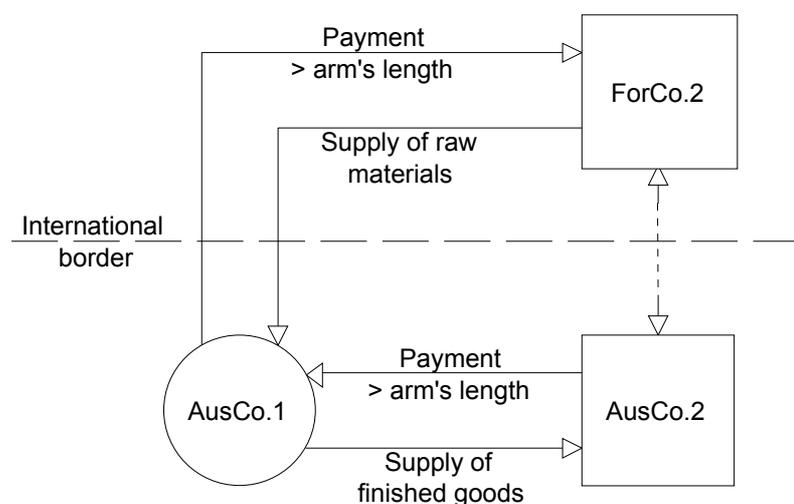 Payment
> arm's length
ForCo.2
Supply of raw
materials
International
border
Payment
> arm's length
AusCo.1
AusCo.2
Supply of
finished goods